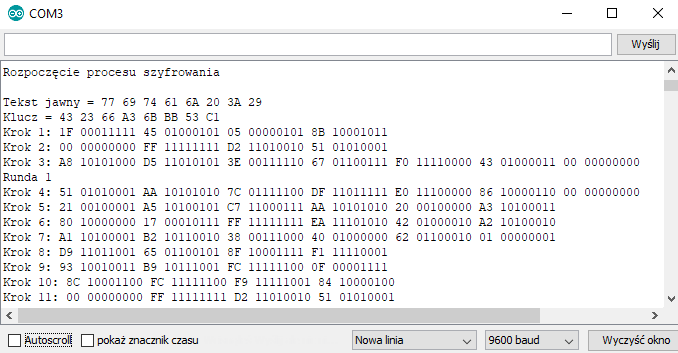 COM3
Wyślij
Rozpoczęcie procesu szyfrowania
Tekst jawny = 77 69 74 61 6A 20 3A 29
Klucz = 43 23 66 A3 6B BB 53 C1
Krok 1: 1F 00011111 45 01000101 05 00000101 8B 10001011
Krok 2: 00 00000000 FF 11111111 D2 11010010 51 01010001
Krok 3: A8 10101000 D5 11010101 3E 00111110 67 01100111 F0 11110000 43 01000011 00 00000000
Runda 1
Krok 4: 51 01010001 AA 10101010 7C 01111100 DF 11011111 E0 11100000 86 10000110 00 00000000
Krok 5: 21 00100001 A5 10100101 C7 11000111 AA 10101010 20 00100000 A3 10100011
Krok 6: 80 10000000 17 00010111 FF 11111111 EA 11101010 42 01000010 A2 10100010
Krok 7: A1 10100001 B2 10110010 38 00111000 40 01000000 62 01100010 01 00000001
Krok 8: D9 11011001 65 01100101 8F 10001111 F1 11110001
Krok 9: 93 10010011 B9 10111001 FC 11111100 0F 00001111
Krok 10: 8C 10001100 FC 11111100 F9 11111001 84 10000100
Krok 11: 00 00000000 FF 11111111 D2 11010010 51 01010001
Autoscroll pokaż znacznik czasu Nowa linia 9600 baud Wyczyść okno